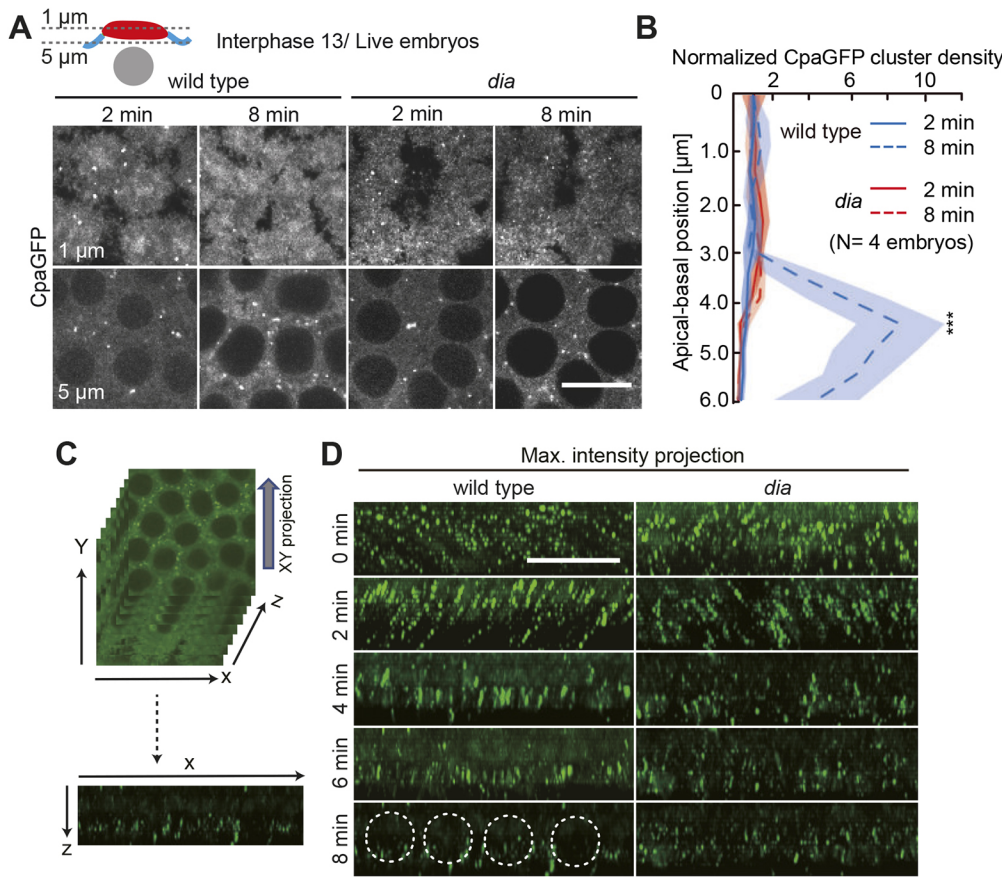 A
1 µm
5 µm
Interphase 13/ Live embryos
wild type
dia
2 min
8 min
2 min
8 min
CpaGFP
1 µm
5 µm
B
Normalized CpaGFP cluster density
2
6
10
0
1.0
2.0
3.0
4.0
5.0
6.0
Apical-basal position [µm]
wild type
2 min
8 min
dia
2 min
8 min
(N= 4 embryos)
***
C
Y
XY projection
Z
x
x
z
D
Max. intensity projection
wild type
dia
0 min
2 min
4 min
6 min
8 min